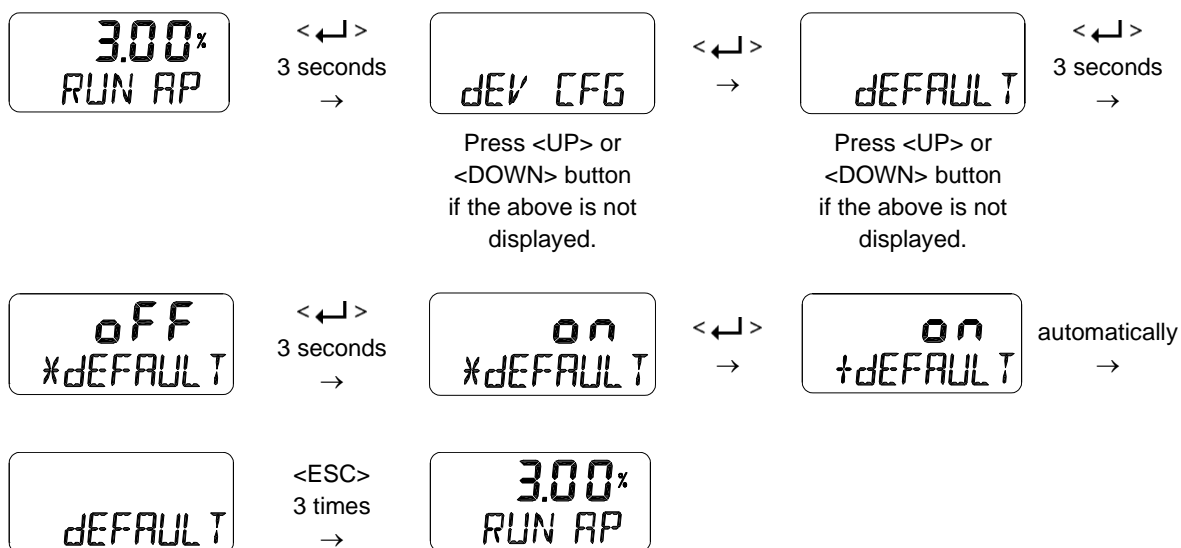 3.00%
RUN AP
< ↵ >
3 seconds
→
dEV CFG
Press <UP> or
<DOWN> button
if the above is not
displayed.
< ↵ >
→
dEFAULT
Press <UP> or
<DOWN> button
if the above is not
displayed.
< ↵ >
3 seconds
→
oFF
*dEFAULT
< ↵ >
3 seconds
→
on
*dEFAULT
< ↵ >
→
on
+dEFAULT
automatically
→
dEFAULT
<ESC>
3 times
→
3.00%
RUN AP